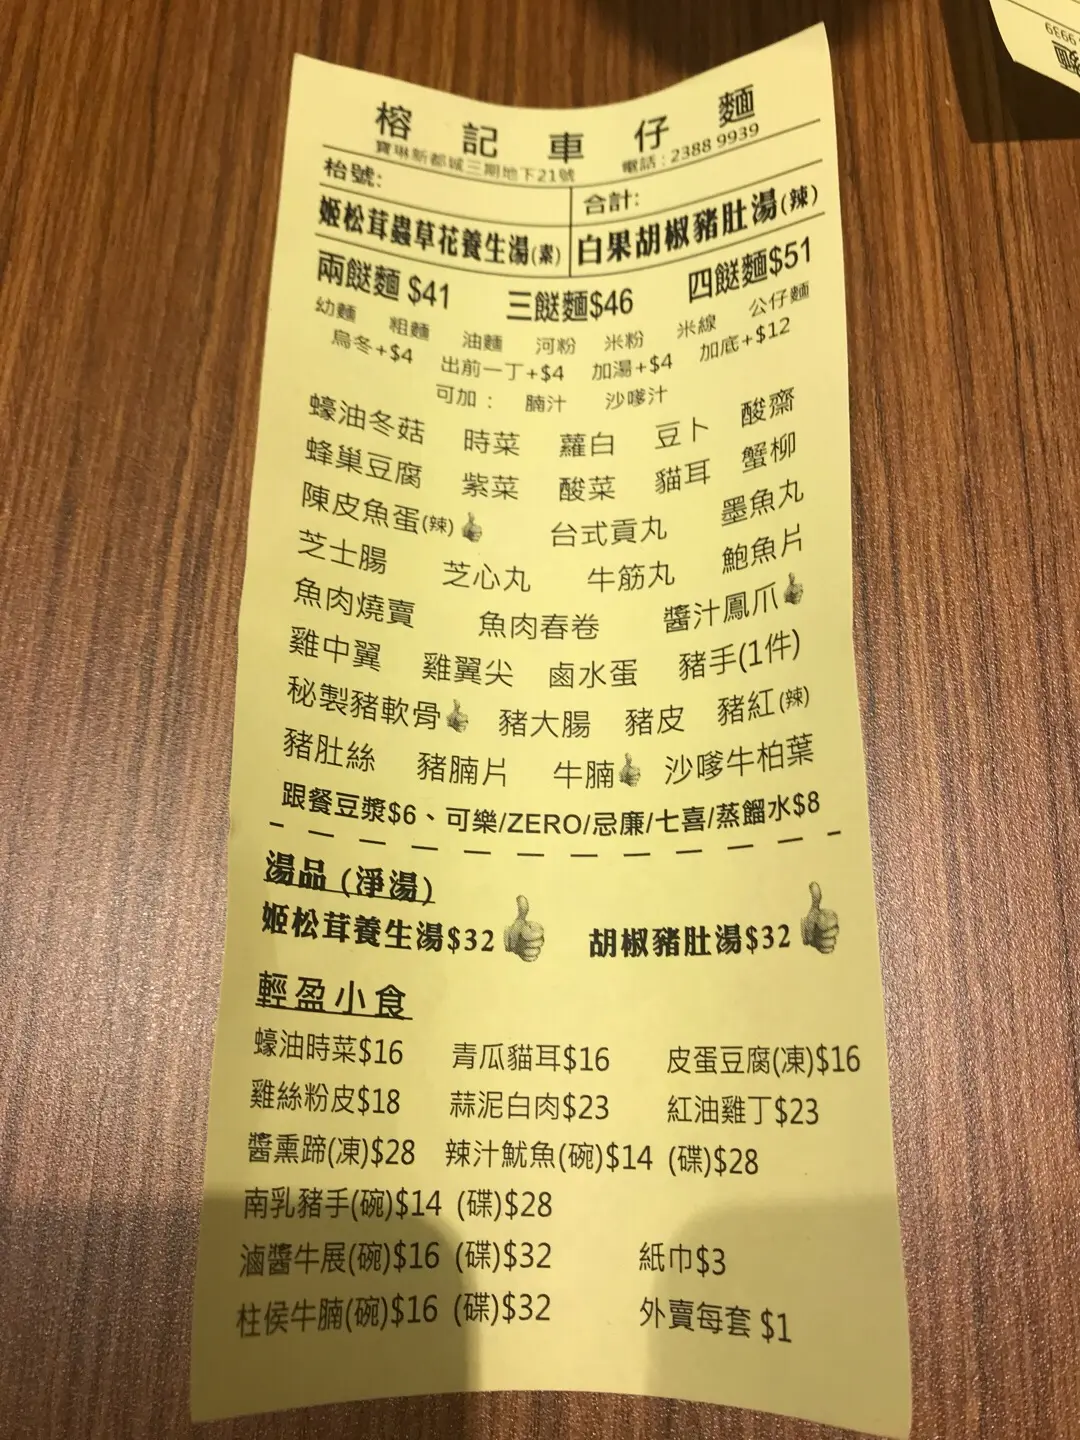 榕記車仔麵
寶琳新都城三期地下21號 電話:2388 9939
枱號: 合計:
姬松茸蟲草花養生湯(素) 白果胡椒豬肚湯(辣)
兩餸麵 $41 三餸麵$46 四餸麵$51
幼麵 粗麵 油麵 河粉 米粉 米線 公仔麵
烏冬+$4 出前一丁+$4 加湯+$4 加底+$12
可加: 腩汁 沙嗲汁
蠔油冬菇 時菜 蘿白 豆卜 酸齋
蜂巢豆腐 紫菜 酸菜 貓耳 蟹柳
陳皮魚蛋(辣) 台式貢丸 墨魚丸
芝士腸 芝心丸 牛筋丸 鮑魚片
魚肉燒賣 魚肉春卷 醬汁鳳爪
雞中翼 雞翼尖 鹵水蛋 豬手(1件)
秘製豬軟骨 豬大腸 豬皮 豬紅(辣)
豬肚絲 豬腩片 牛腩 沙嗲牛柏葉
跟餐豆漿$6、可樂/ZERO/忌廉/七喜/蒸餾水$8
湯品(淨湯)
姬松茸養生湯$32 胡椒豬肚湯$32
輕盈小食
蠔油時菜$16 青瓜貓耳$16 皮蛋豆腐(凍)$16
雞絲粉皮$18 蒜泥白肉$23 紅油雞丁$23
醬熏蹄(凍)$28 辣汁魷魚(碗)$14 (碟)$28
南乳豬手(碗)$14 (碟)$28
滷醬牛展(碗)$16 (碟)$32 紙巾$3
柱侯牛腩(碗)$16 (碟)$32 外賣每套 $1
9939
麵